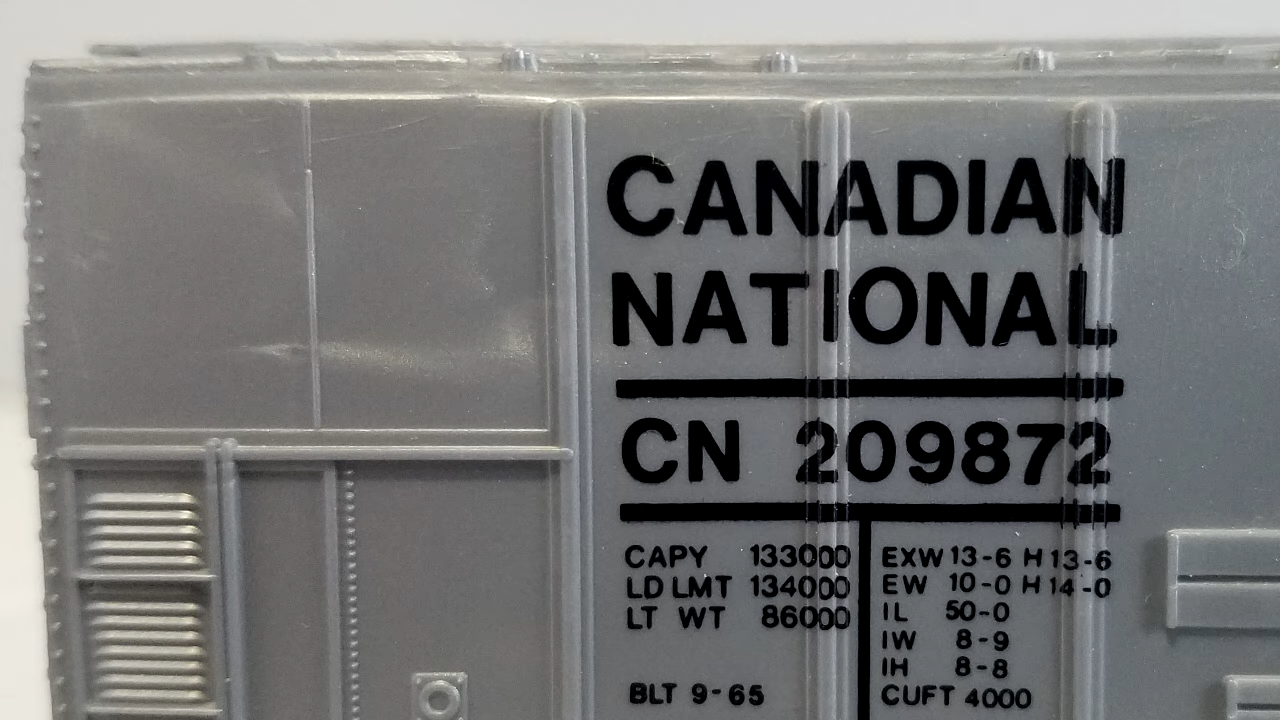 CANADIAN
NATIONAL
CN 209872
CAPY 133000
LD LMT 134000
LT WT 86000
BLT 9-65
EXW 13-6 H 13-6
EW 10-0 H 14-0
IL 50-0
IW 8-9
IH 8-8
CUFT 4000